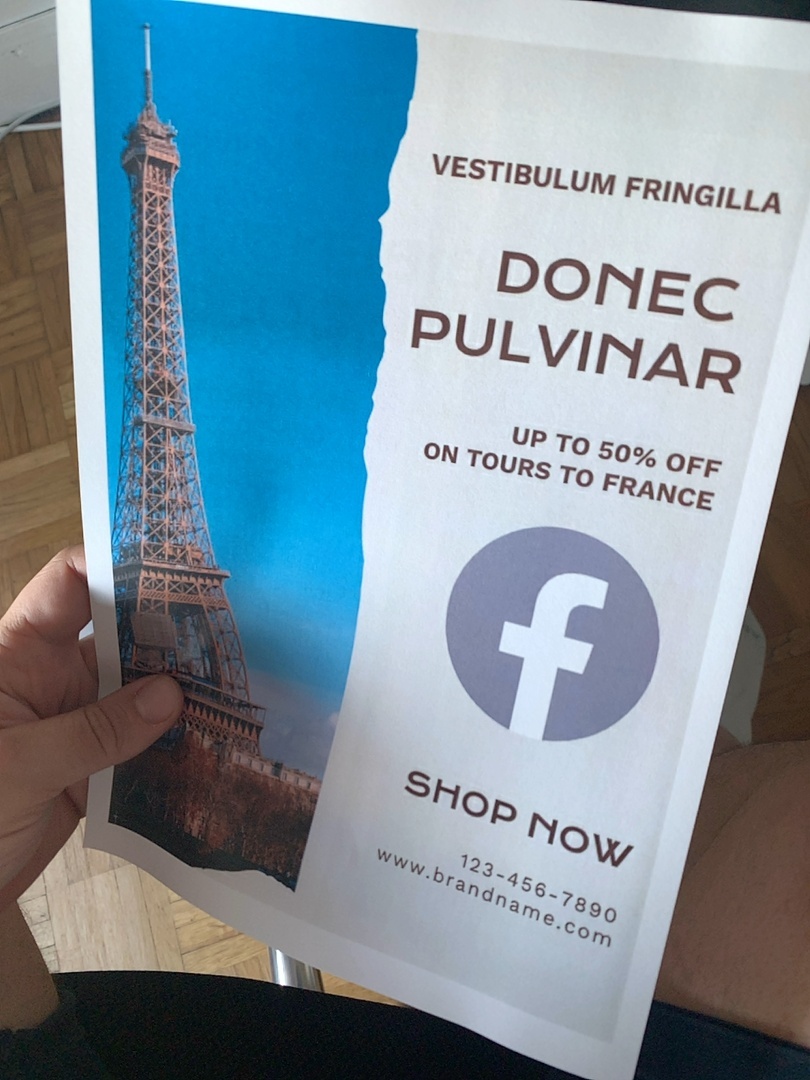 VESTIBULUM FRINGILLA
DONEC
PULVINAR
UP TO 50% OFF
ON TOURS TO FRANCE
f
SHOP NOW
123-456-7890
www.brandname.com